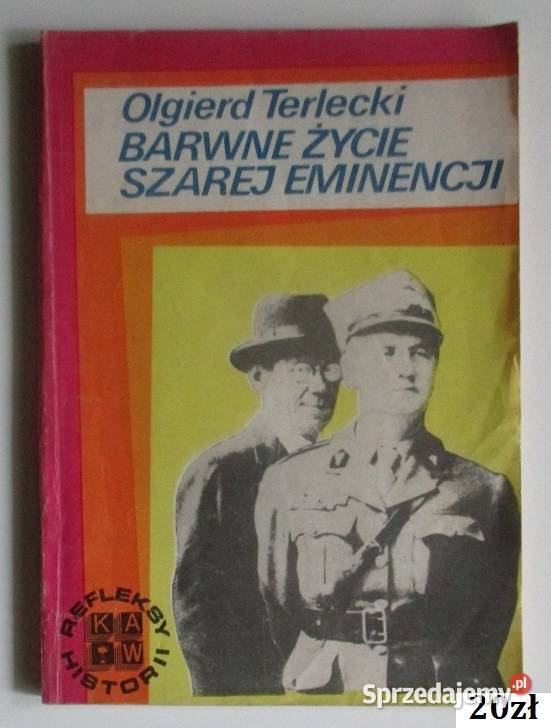 Olgierd Terlecki
BARWNE ŻYCIE
SZAREJ EMINENCJI
REFLEKSY
KAW
HISTORII
Sprzedajemy.pl
20zł